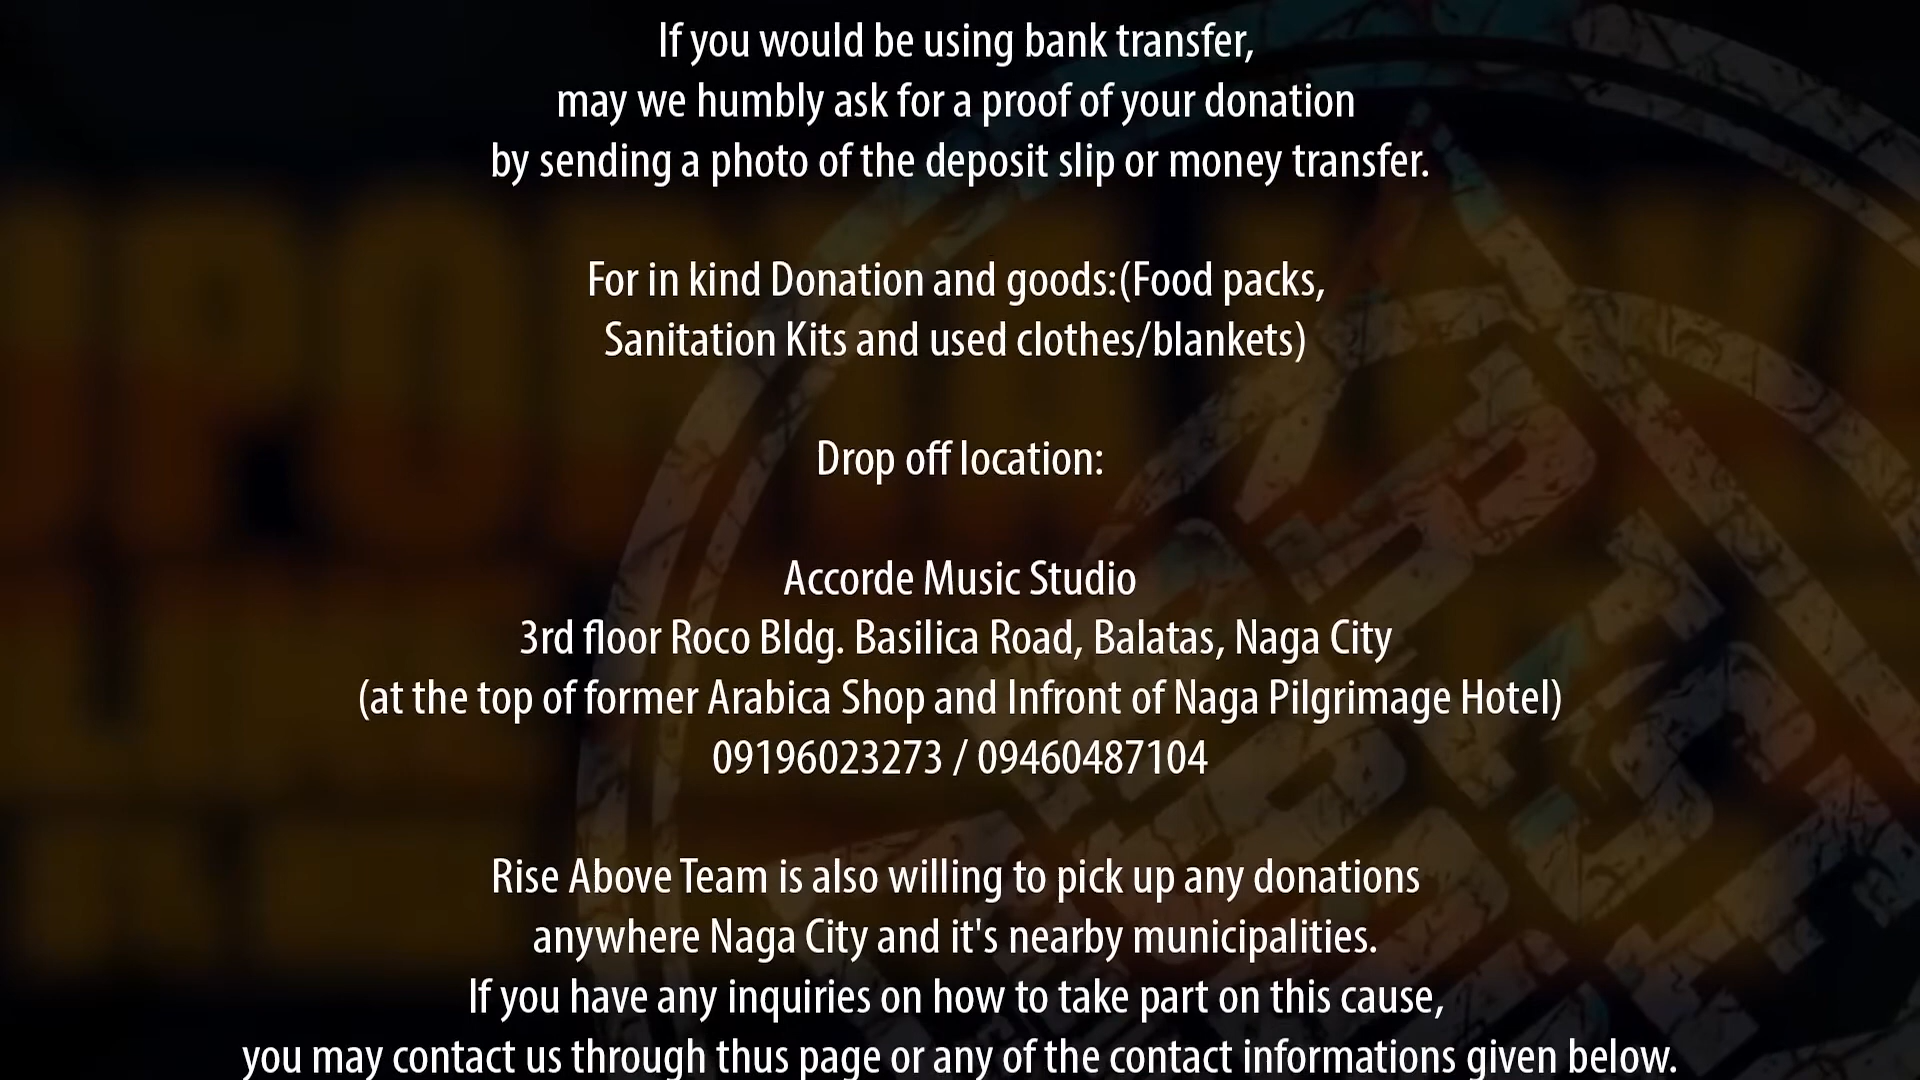 If you would be using bank transfer,
may we humbly ask for a proof of your donation
by sending a photo of the deposit slip or money transfer.
For in kind Donation and goods:(Food packs,
Sanitation Kits and used clothes/blankets)
Drop off location:
Accorde Music Studio
3rd floor Roco Bldg. Basilica Road, Balatas, Naga City
(at the top of former Arabica Shop and Infront of Naga Pilgrimage Hotel)
09196023273 / 09460487104
Rise Above Team is also willing to pick up any donations
anywhere Naga City and it's nearby municipalities.
If you have any inquiries on how to take part on this cause,
you may contact us through thus page or any of the contact informations given below.